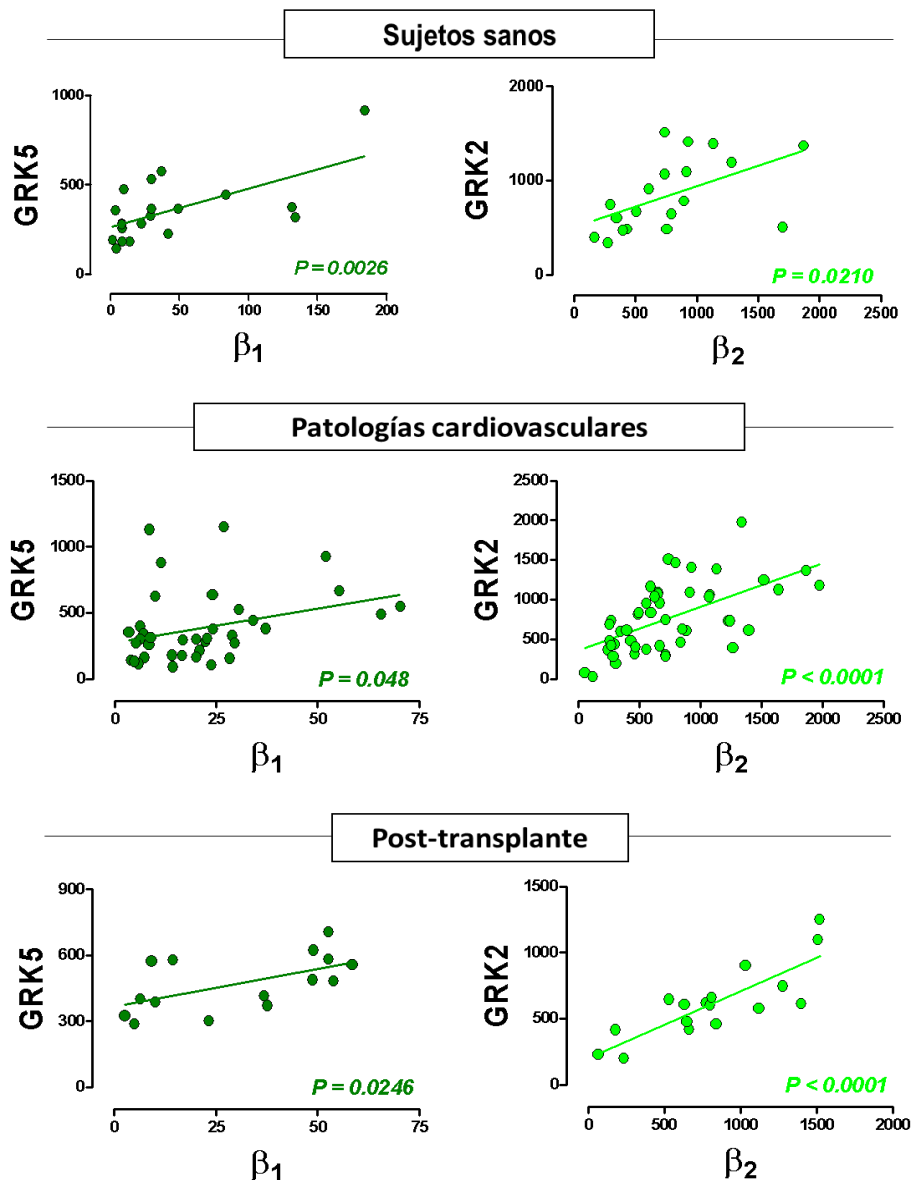 Sujetos sanos
GRK5
1000
500
0
P = 0.0026
0 50 100 150 200
β1
GRK2
2000
1000
0
P = 0.0210
0 500 1000 1500 2000 2500
β2
Patologías cardiovasculares
GRK5
1500
1000
500
0
P = 0.048
0 25 50 75
β1
GRK2
2500
2000
1500
1000
500
0
P < 0.0001
0 500 1000 1500 2000 2500
β2
Post-transplante
GRK5
900
600
300
0
P = 0.0246
0 25 50 75
β1
GRK2
1500
1000
500
0
P < 0.0001
0 500 1000 1500 2000
β2